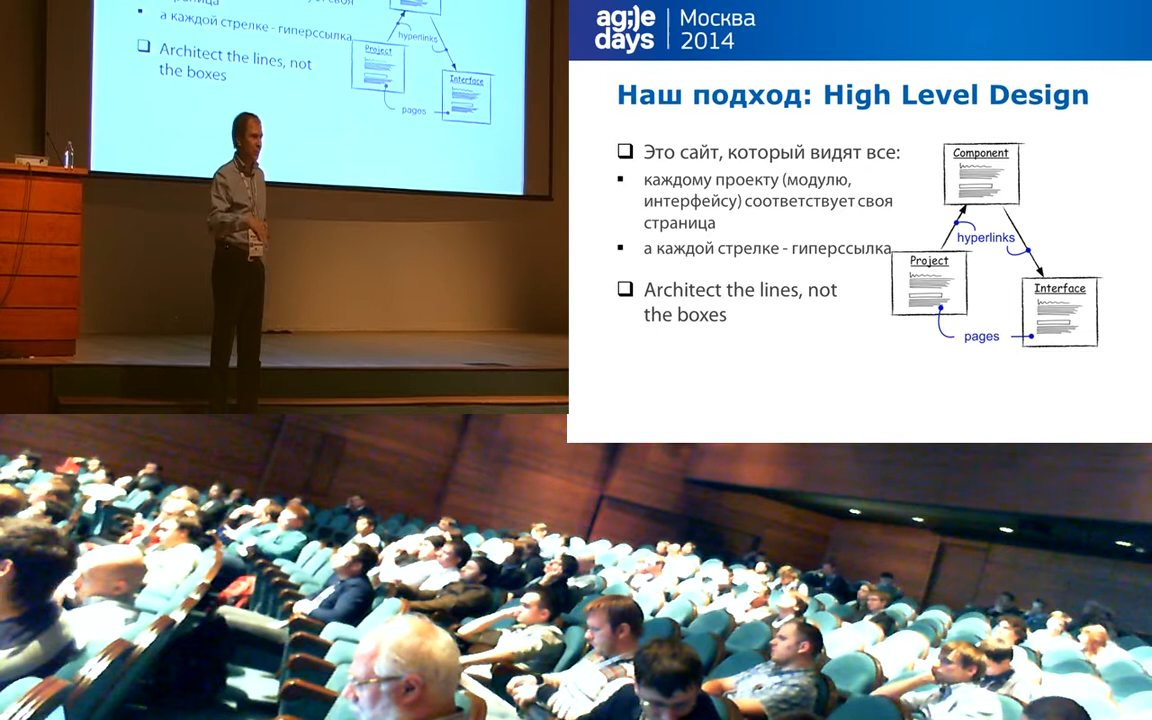 раница
а каждой стрелке - гиперссылка
Architect the lines, not
the boxes
hyperlinks
Project
Interface
pages
agile
days
Москва
2014
Наш подход: High Level Design
Это сайт, который видят все:
каждому проекту (модулю,
интерфейсу) соответствует своя
страница
а каждой стрелке - гиперссылка
Architect the lines, not
the boxes
Component
hyperlinks
Project
Interface
pages